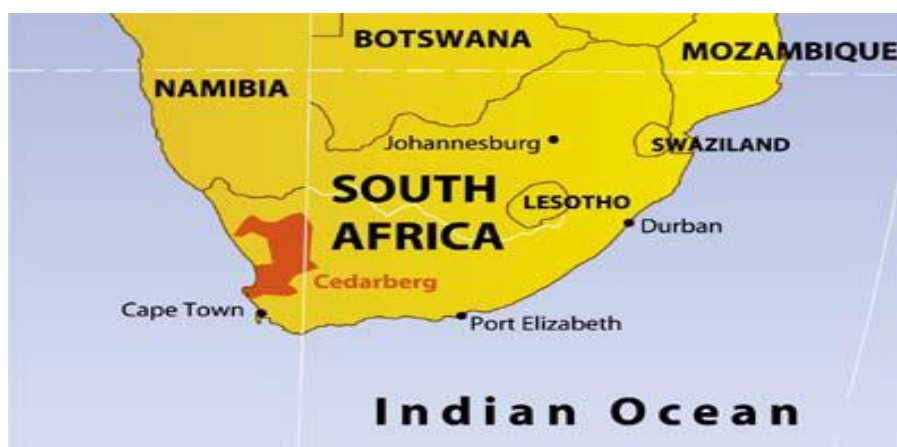 BOTSWANA
MOZAMBIQUE
NAMIBIA
Johannesburg
SWAZILAND
SOUTH
AFRICA
LESOTHO
Durban
Cedarberg
Cape Town
Port Elizabeth
Indian Ocean